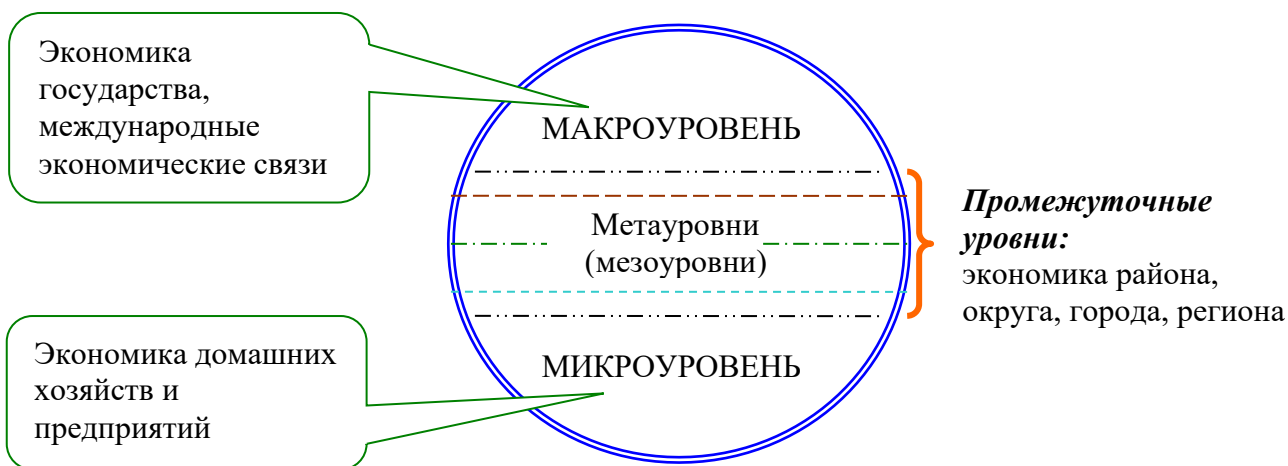 Экономика
государства,
международные
экономические связи
МАКРОУРОВЕНЬ
Метауровни
(мезоуровни)
Промежуточные
уровни:
экономика района,
округа, города, региона
МИКРОУРОВЕНЬ
Экономика домашних
хозяйств и
предприятий